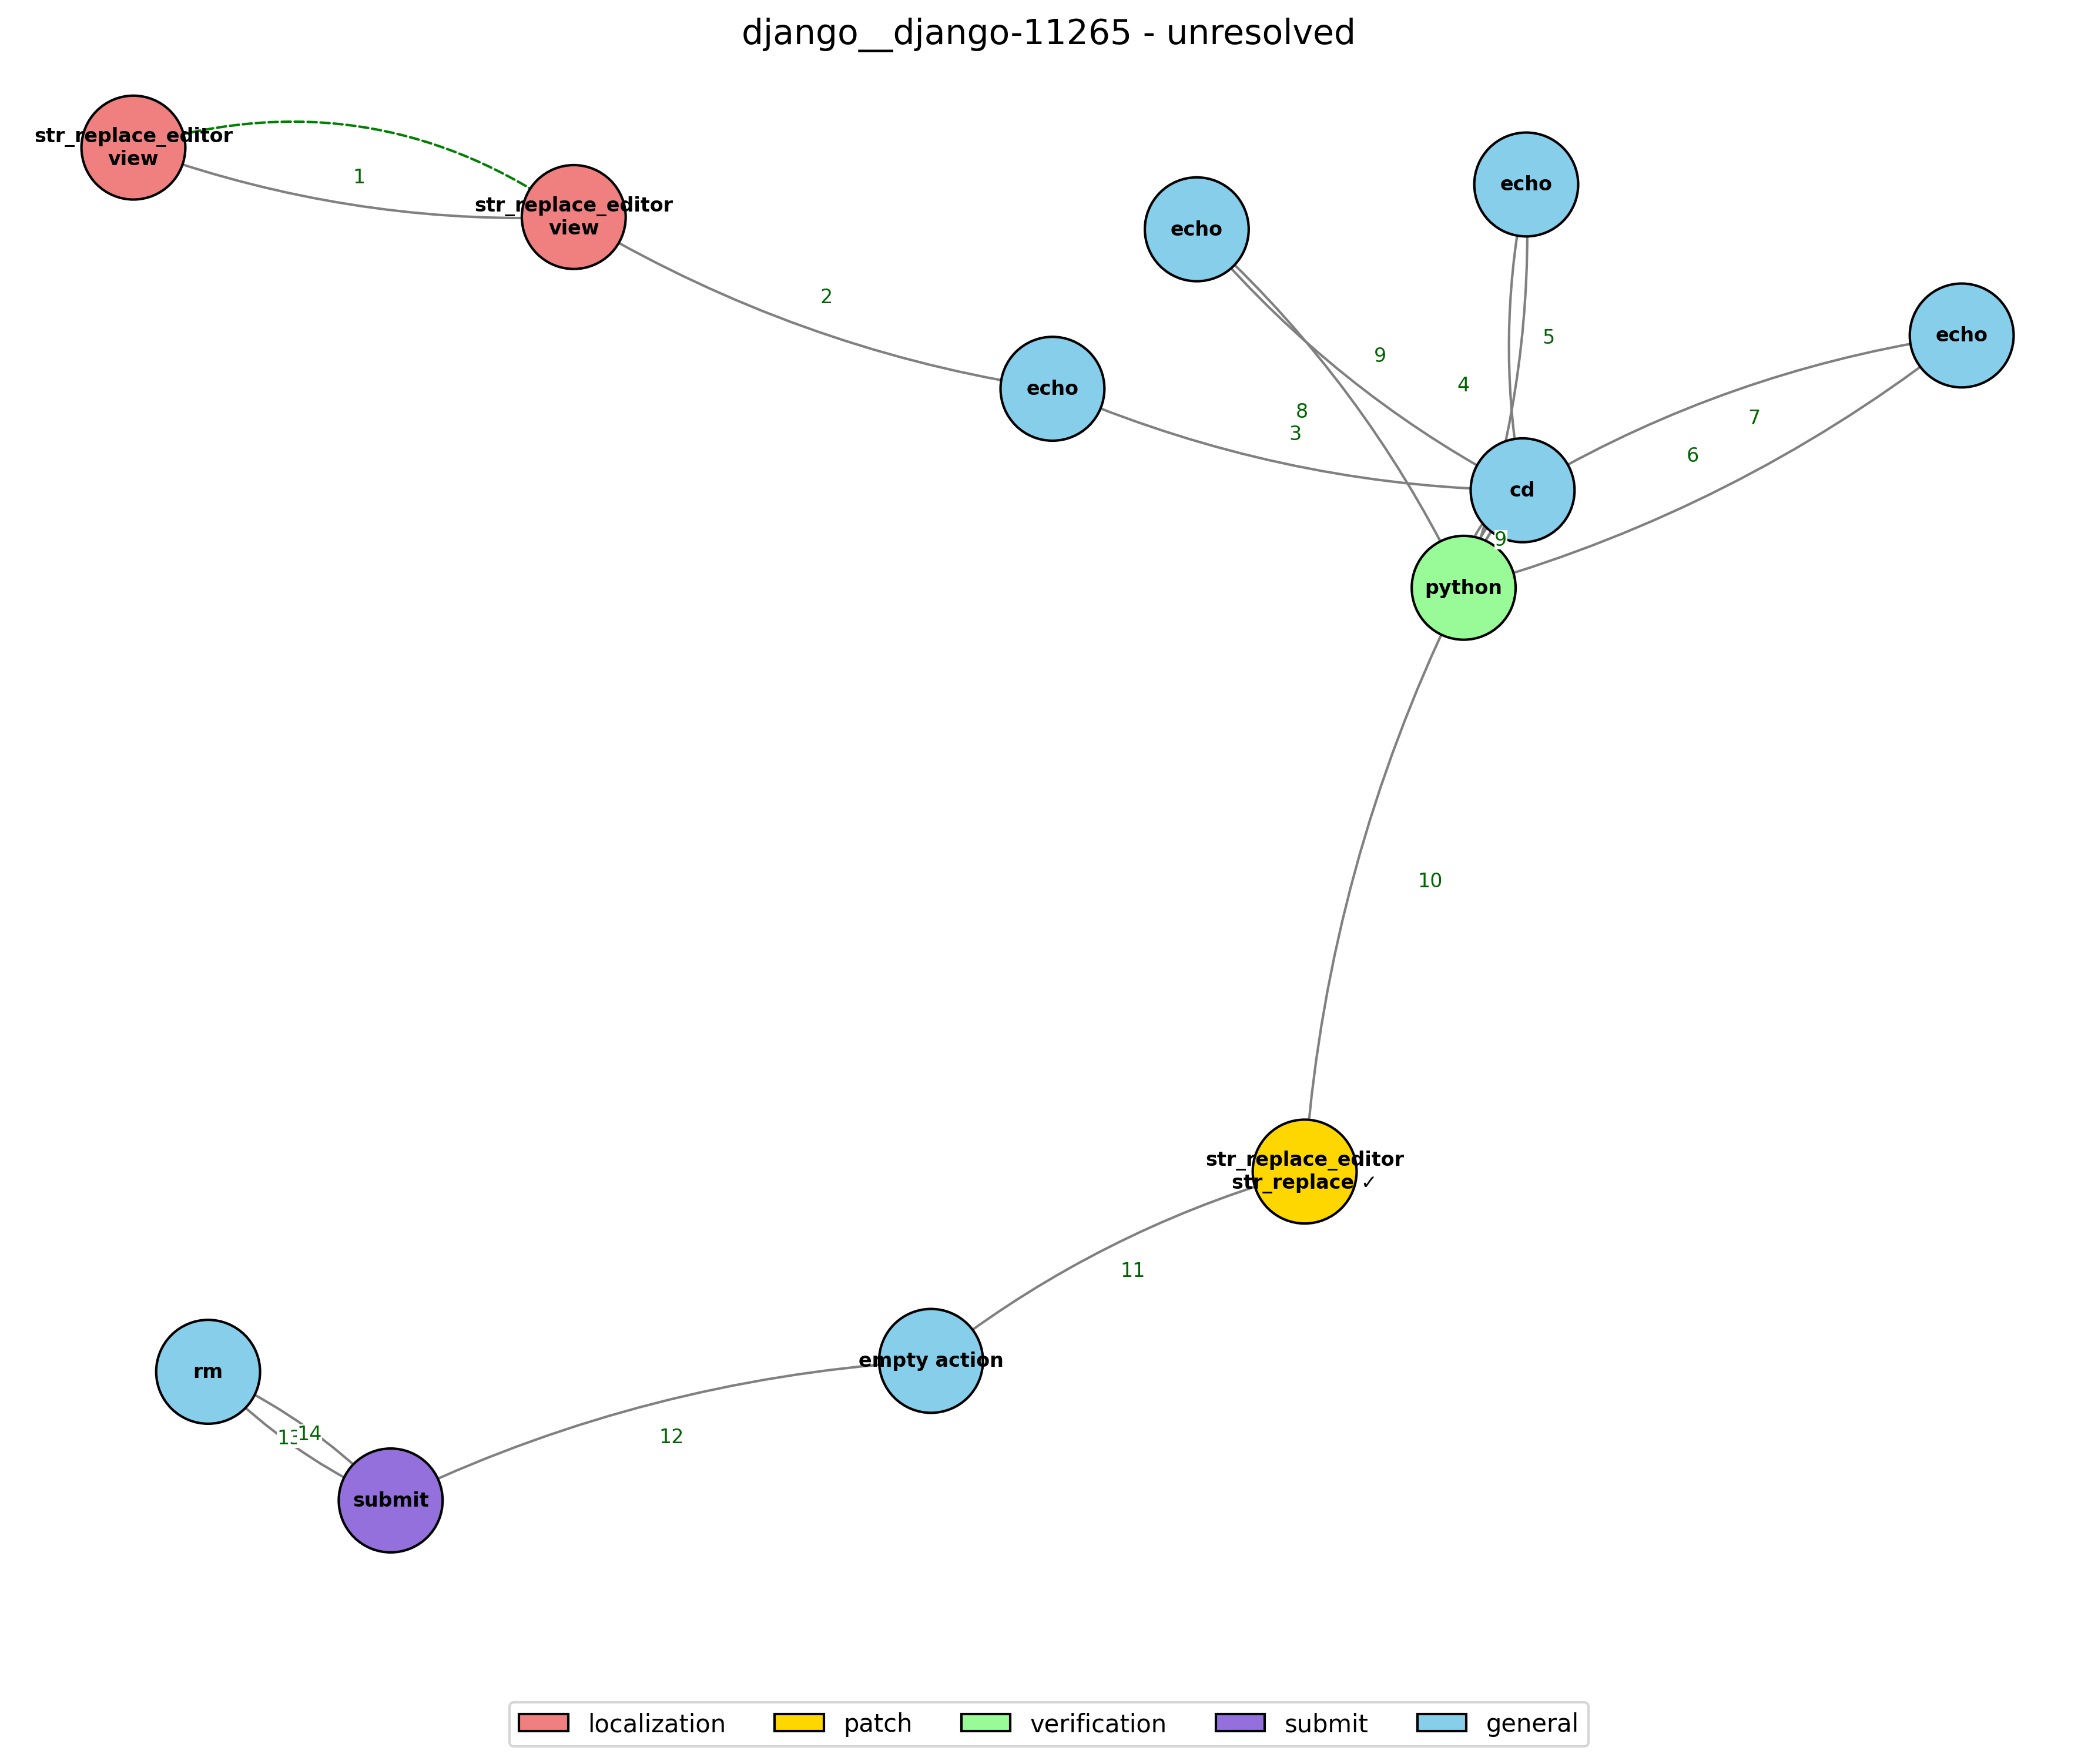 django__django-11265 - unresolved
str_replace_editor
view
1
str_replace_editor
view
2
echo
echo
echo
echo
9
4
5
8
3
7
6
cd
9
python
10
str_replace_editor
str_replace ✓
11
empty action
12
rm
14
submit
localization
patch
verification
submit
general